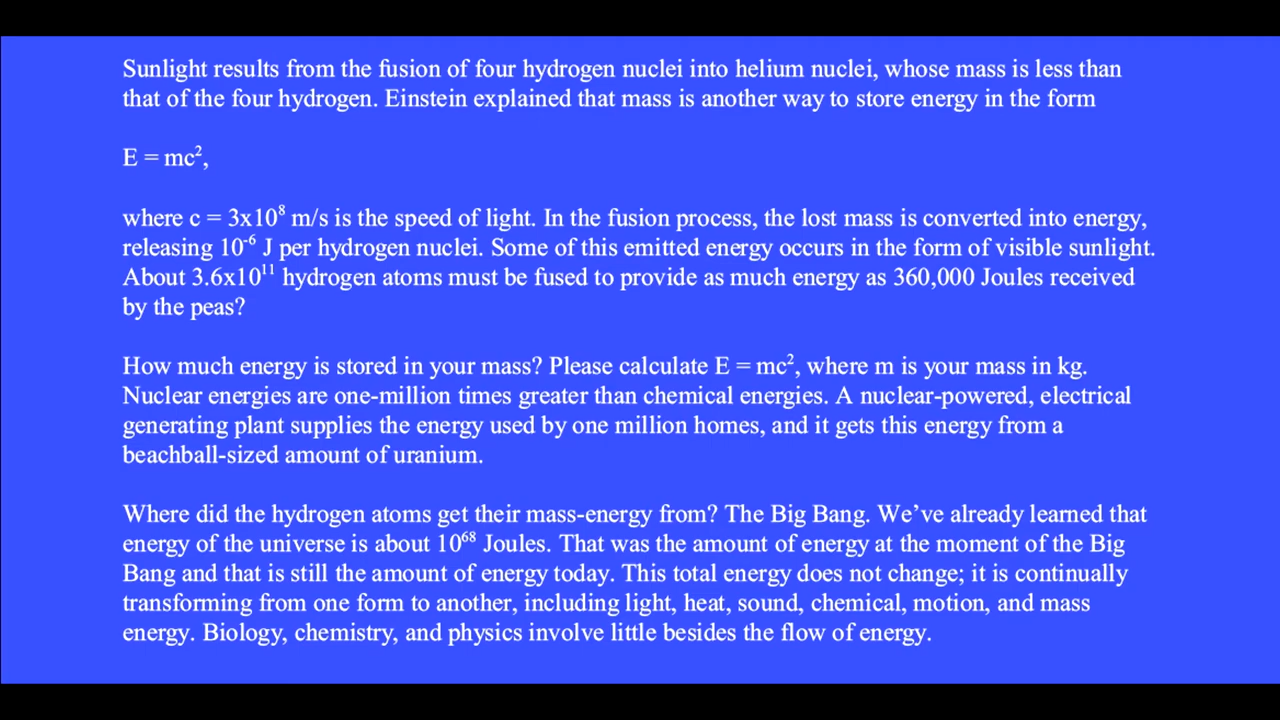 Sunlight results from the fusion of four hydrogen nuclei into helium nuclei, whose mass is less than
that of the four hydrogen. Einstein explained that mass is another way to store energy in the form
E = mc²,
where c = 3x10⁸ m/s is the speed of light. In the fusion process, the lost mass is converted into energy,
releasing 10⁻⁶ J per hydrogen nuclei. Some of this emitted energy occurs in the form of visible sunlight.
About 3.6x10¹¹ hydrogen atoms must be fused to provide as much energy as 360,000 Joules received
by the peas?
How much energy is stored in your mass? Please calculate E = mc², where m is your mass in kg.
Nuclear energies are one-million times greater than chemical energies. A nuclear-powered, electrical
generating plant supplies the energy used by one million homes, and it gets this energy from a
beachball-sized amount of uranium.
Where did the hydrogen atoms get their mass-energy from? The Big Bang. We’ve already learned that
energy of the universe is about 10⁶⁸ Joules. That was the amount of energy at the moment of the Big
Bang and that is still the amount of energy today. This total energy does not change; it is continually
transforming from one form to another, including light, heat, sound, chemical, motion, and mass
energy. Biology, chemistry, and physics involve little besides the flow of energy.